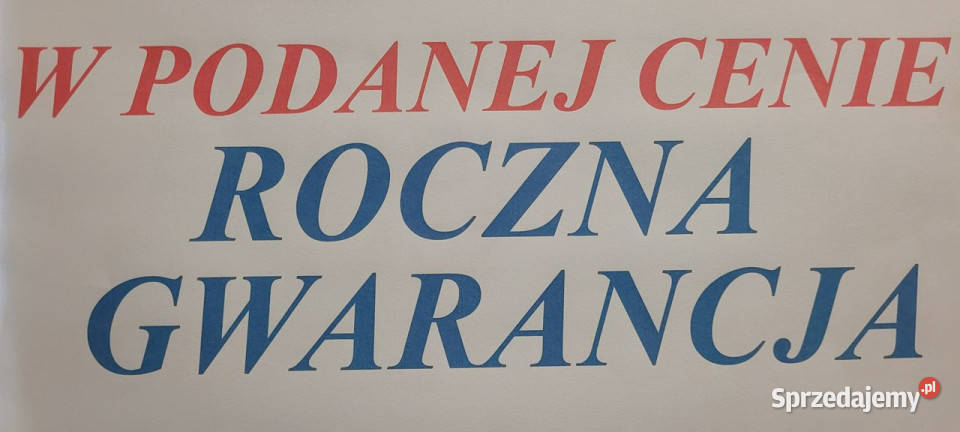 W PODANEJ CENIE
ROCZNA
GWARANCJA
Sprzedajemy.pl